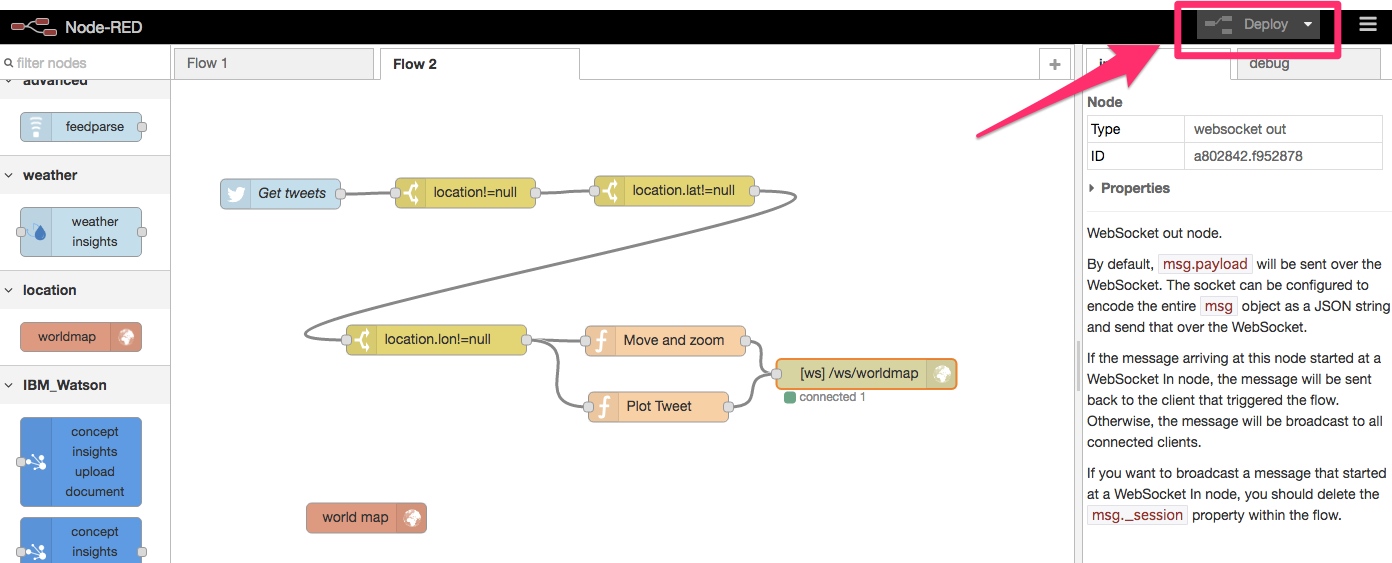 Node-RED
Deploy
filter nodes
Flow 1
Flow 2
+
debug
advanced
feedparse
weather
weather
insights
location
worldmap
IBM_Watson
concept
insights
upload
document
concept
insights
Get tweets
location!=null
location.lat!=null
location.lon!=null
Move and zoom
Plot Tweet
[ws] /ws/worldmap
connected 1
world map
Node
Type websocket out
ID a802842.f952878
Properties
WebSocket out node.
By default, msg.payload will be sent over the
WebSocket. The socket can be configured to
encode the entire msg object as a JSON string
and send that over the WebSocket.
If the message arriving at this node started at a
WebSocket In node, the message will be sent
back to the client that triggered the flow.
Otherwise, the message will be broadcast to all
connected clients.
If you want to broadcast a message that started
at a WebSocket In node, you should delete the
msg._session property within the flow.